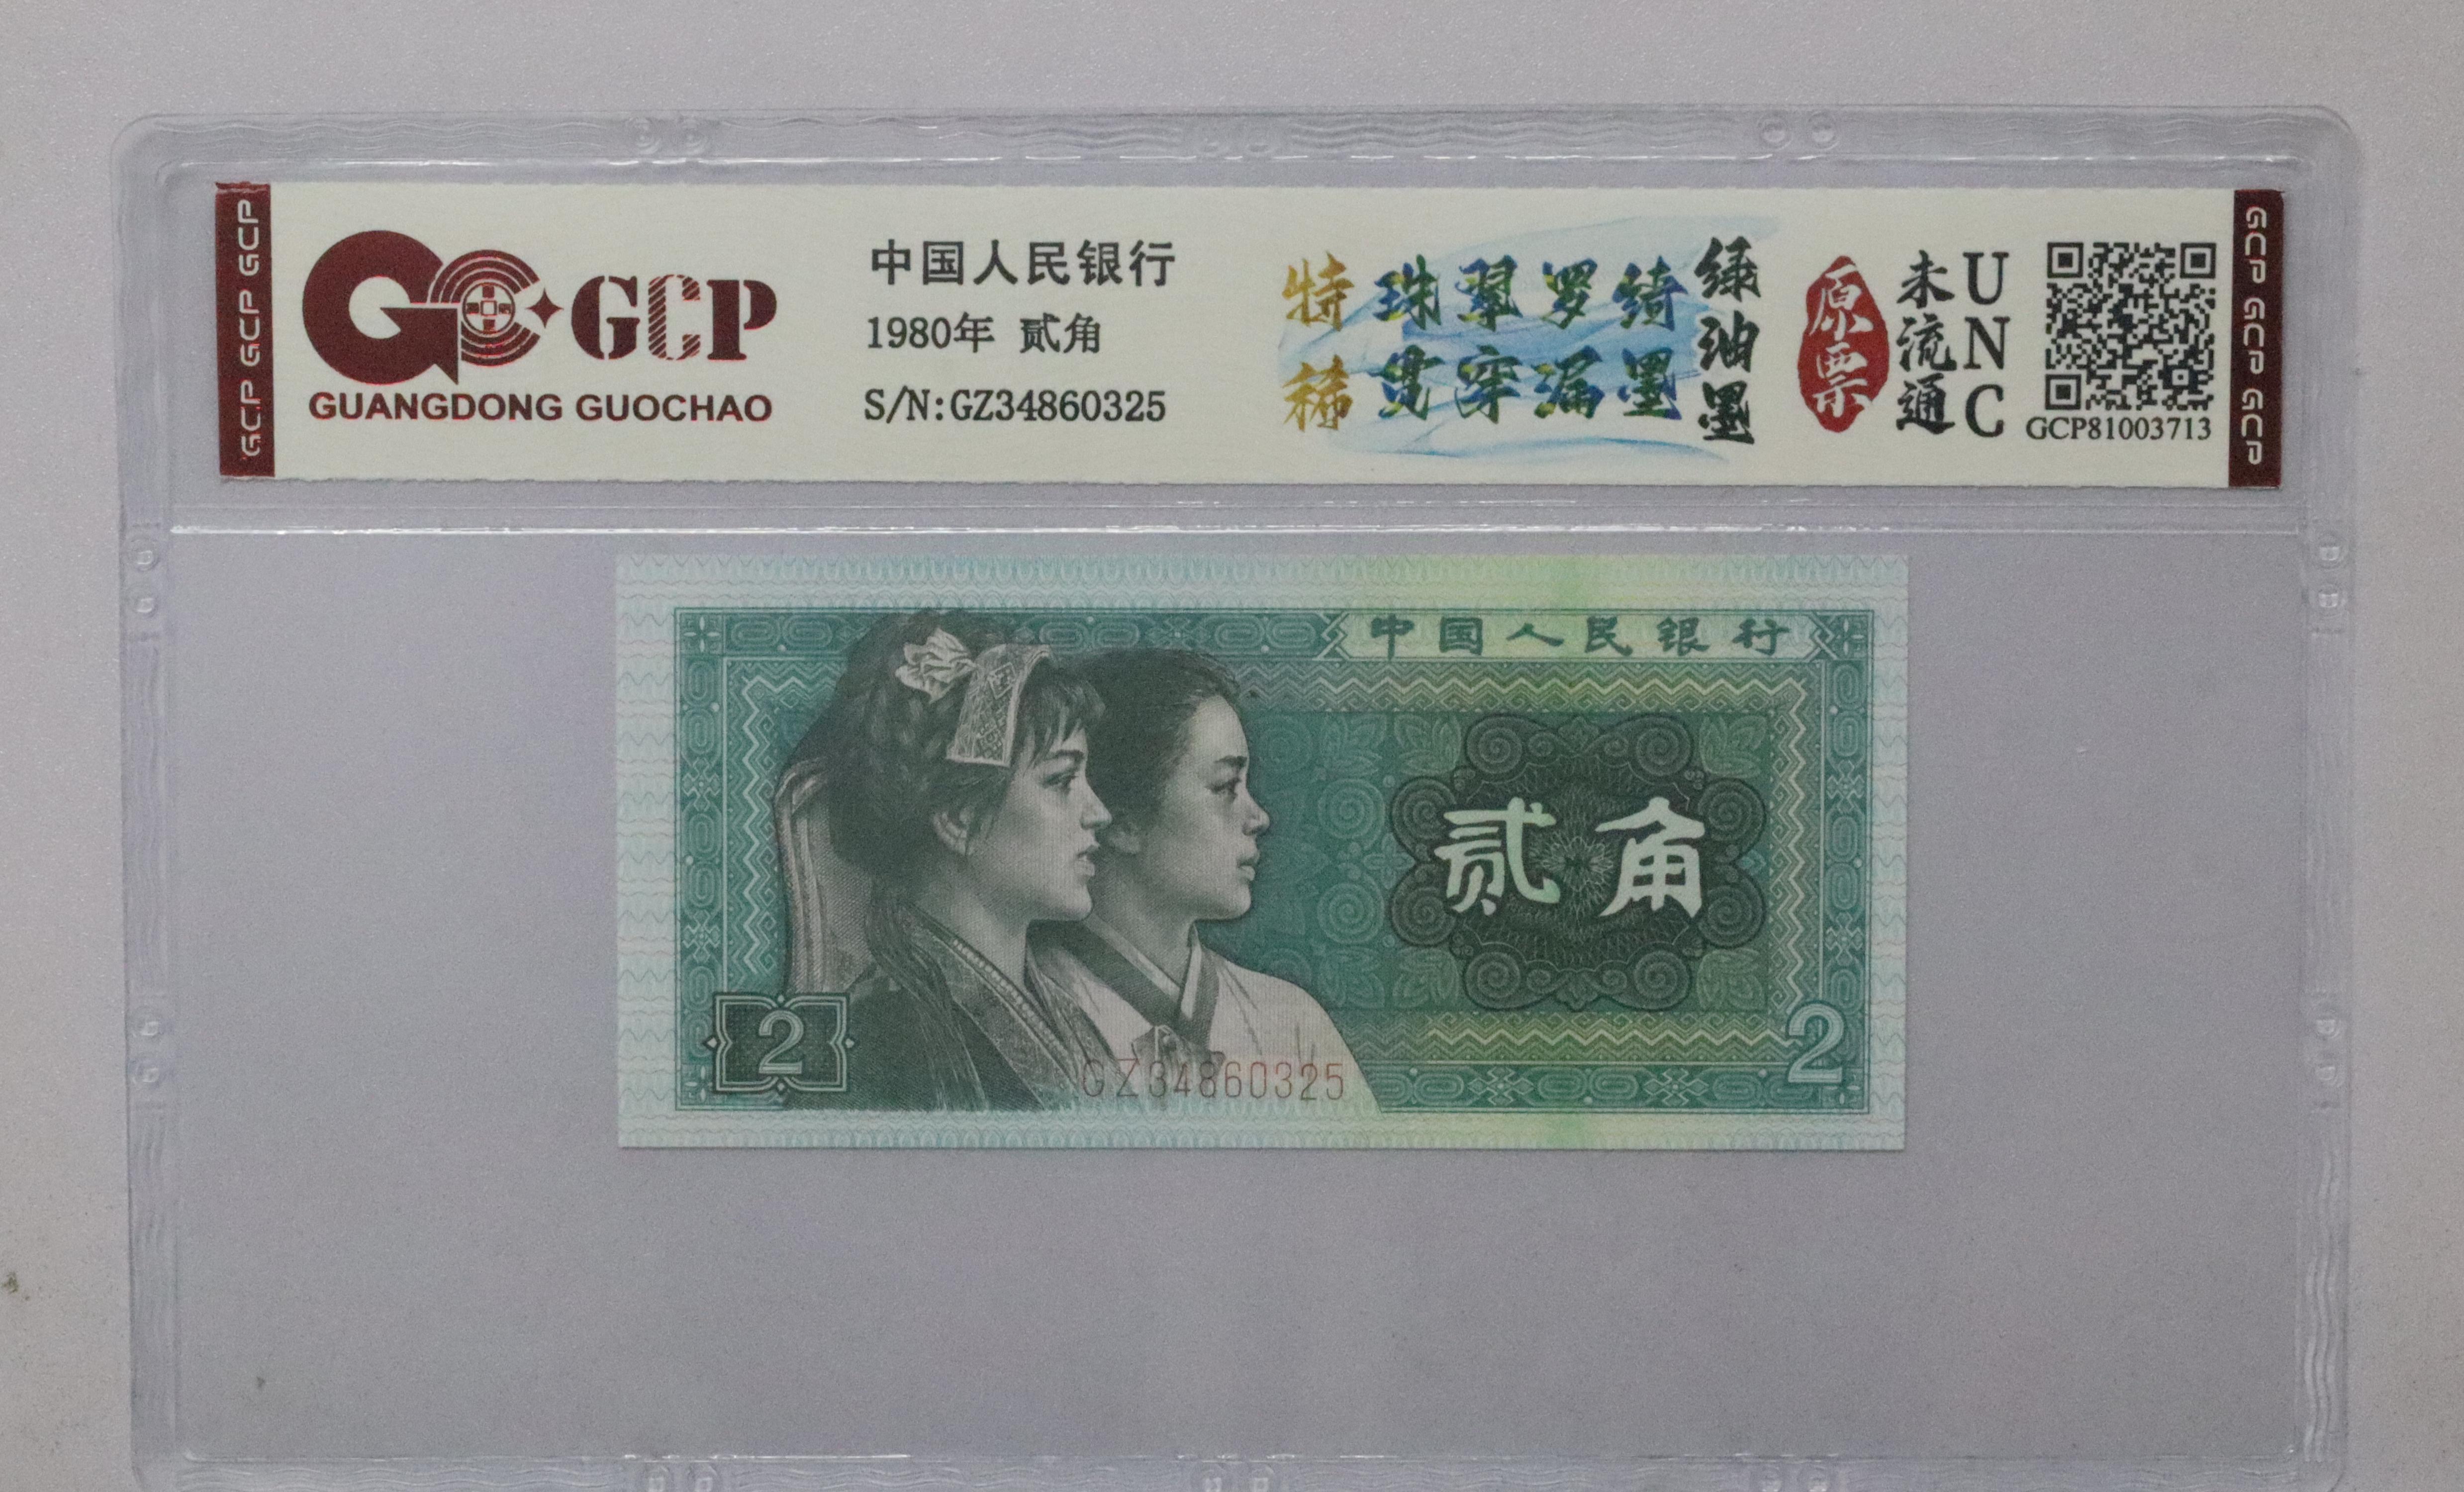 GCP GCP GCP
GCP
GUANGDONG GUOCHAO
中国人民银行
1980年 贰角
S/N:GZ34860325
特稀
珠翠罗绮
贯穿漏墨
绿油墨
原票
未流通
UNC
GCP81003713
GCP GCP GCP
中国人民银行
贰角
2
GZ34860325
2